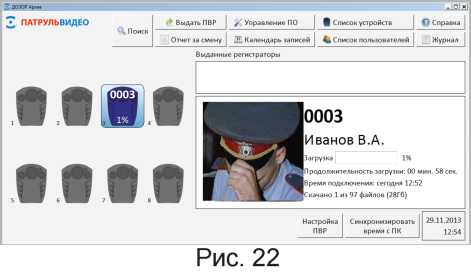 ДОЗОР Архив
ПАТРУЛЬВИДЕО
Поиск
Выдать ПВР
Управление ПО
Список устройств
Справка
Отчет за смену
Календарь записей
Список пользователей
Журнал
Выданные регистраторы
0003
1%
1
2
3
4
5
6
7
8
0003
Иванов В.А.
Загрузка 1%
Продолжительность загрузки: 00 мин. 58 сек.
Время подключения: сегодня 12:52
Скачано 1 из 97 файлов (28Гб)
Настройка
ПВР
Синхронизировать
время с ПК
29.11.2013
12:54
Рис. 22